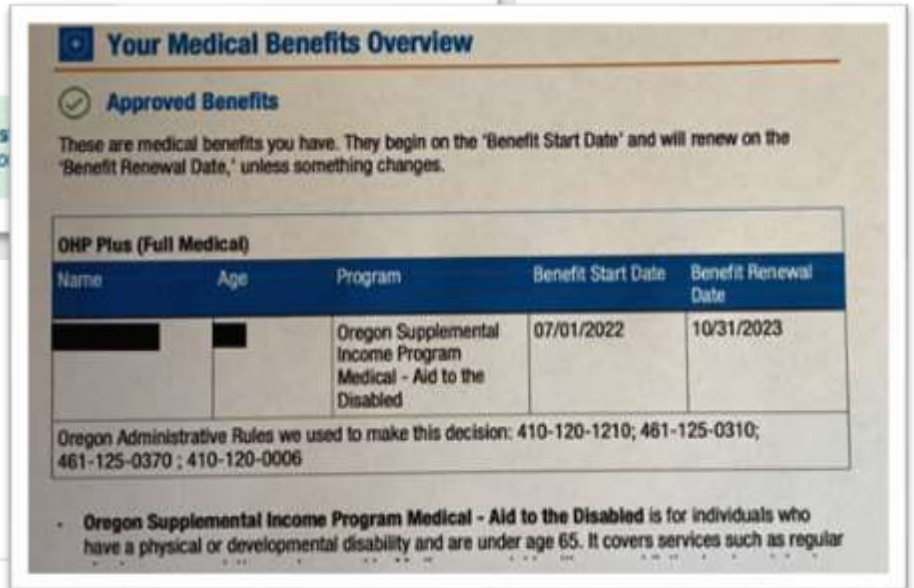 Your Medical Benefits Overview
Approved Benefits
These are medical benefits you have. They begin on the 'Benefit Start Date' and will renew on the
'Benefit Renewal Date,' unless something changes.
OHP Plus (Full Medical)
Name Age Program Benefit Start Date Benefit Renewal
Date
Oregon Supplemental 07/01/2022 10/31/2023
Income Program
Medical - Aid to the
Disabled
Oregon Administrative Rules we used to make this decision: 410-120-1210; 461-125-0310;
461-125-0370 ; 410-120-0006
- Oregon Supplemental Income Program Medical - Aid to the Disabled is for individuals who
have a physical or developmental disability and are under age 65. It covers services such as regular